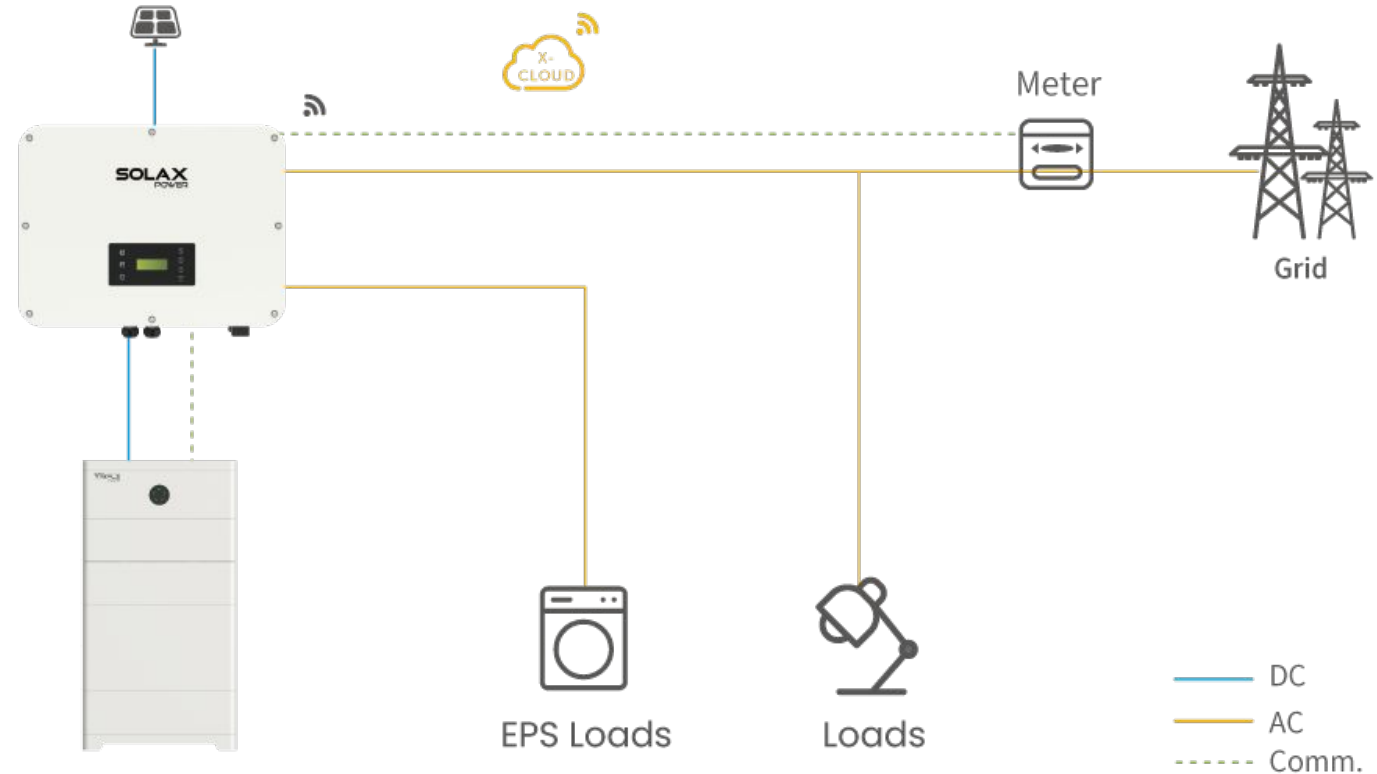 X-
CLOUD
Meter
SOLAX
POWER
Grid
EPS Loads
Loads
DC
AC
Comm.